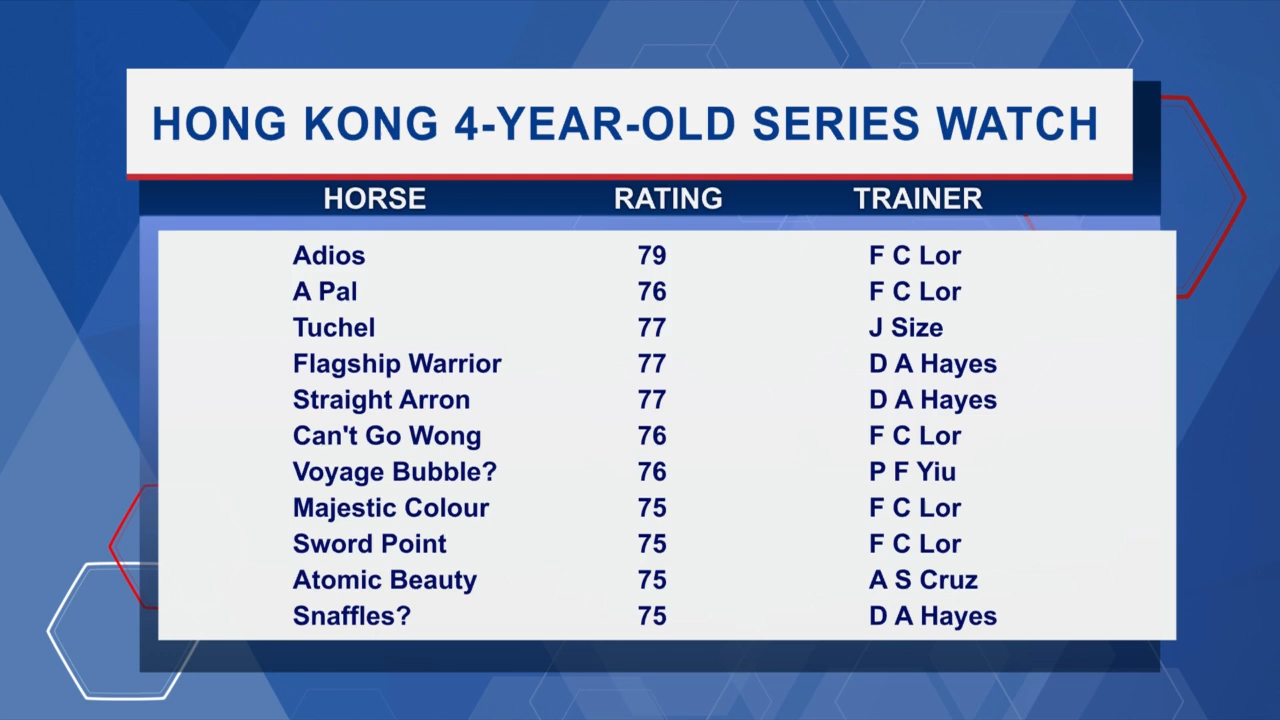 HONG KONG 4-YEAR-OLD SERIES WATCH
HORSE RATING TRAINER
Adios 79 F C Lor
A Pal 76 F C Lor
Tuchel 77 J Size
Flagship Warrior 77 D A Hayes
Straight Arron 77 D A Hayes
Can't Go Wong 76 F C Lor
Voyage Bubble? 76 P F Yiu
Majestic Colour 75 F C Lor
Sword Point 75 F C Lor
Atomic Beauty 75 A S Cruz
Snaffles? 75 D A Hayes